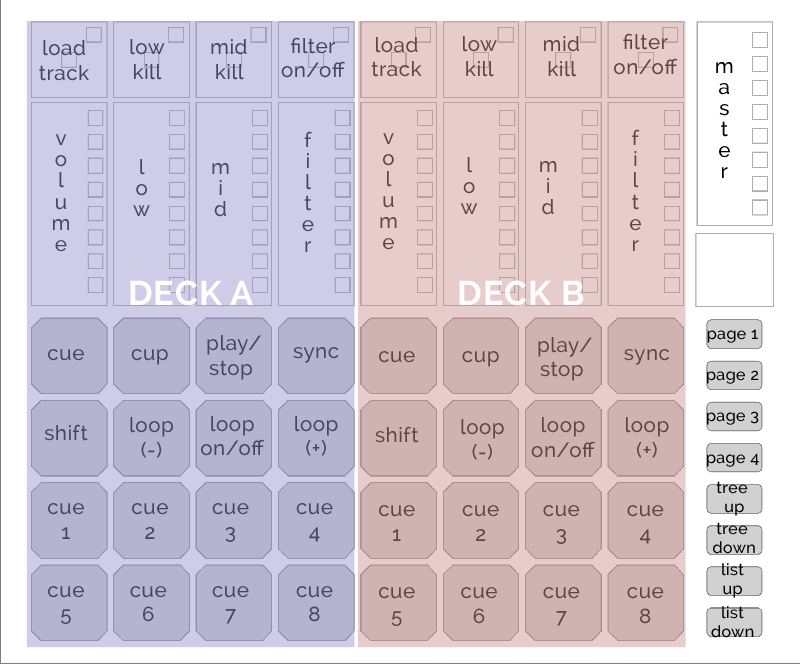 load track
low kill
mid kill
filter on/off
load track
low kill
mid kill
filter on/off
volume
low
mid
filter
volume
low
mid
filter
master
DECK A
DECK B
cue
cup
play/ stop
sync
cue
cup
play/ stop
sync
page 1
page 2
shift
loop (-)
loop on/off
loop (+)
shift
loop (-)
loop on/off
loop (+)
page 3
page 4
cue 1
cue 2
cue 3
cue 4
cue 1
cue 2
cue 3
cue 4
tree up
tree down
cue 5
cue 6
cue 7
cue 8
cue 5
cue 6
cue 7
cue 8
list up
list down